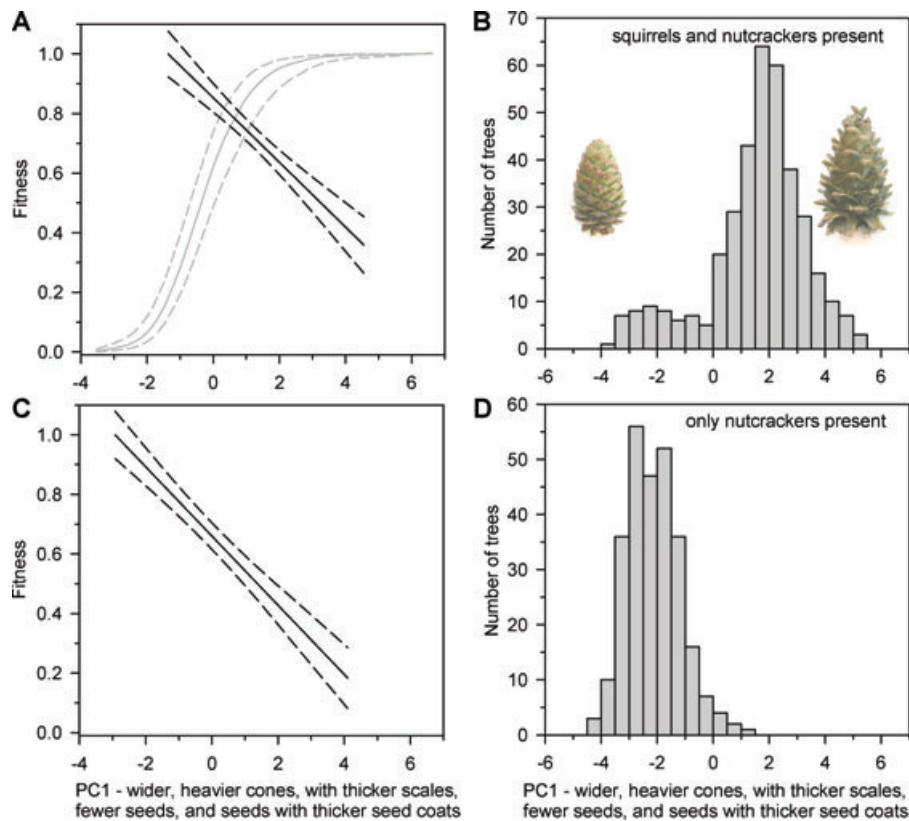 A
Fitness
1.0
0.8
0.6
0.4
0.2
0.0
-4 -2 0 2 4 6
B
squirrels and nutcrackers present
Number of trees
70
60
50
40
30
20
10
0
-6 -4 -2 0 2 4 6
C
Fitness
1.0
0.8
0.6
0.4
0.2
0.0
-4 -2 0 2 4 6
PC1 - wider, heavier cones, with thicker scales,
fewer seeds, and seeds with thicker seed coats
D
only nutcrackers present
Number of trees
60
50
40
30
20
10
0
-6 -4 -2 0 2 4 6
PC1 - wider, heavier cones, with thicker scales,
fewer seeds, and seeds with thicker seed coats